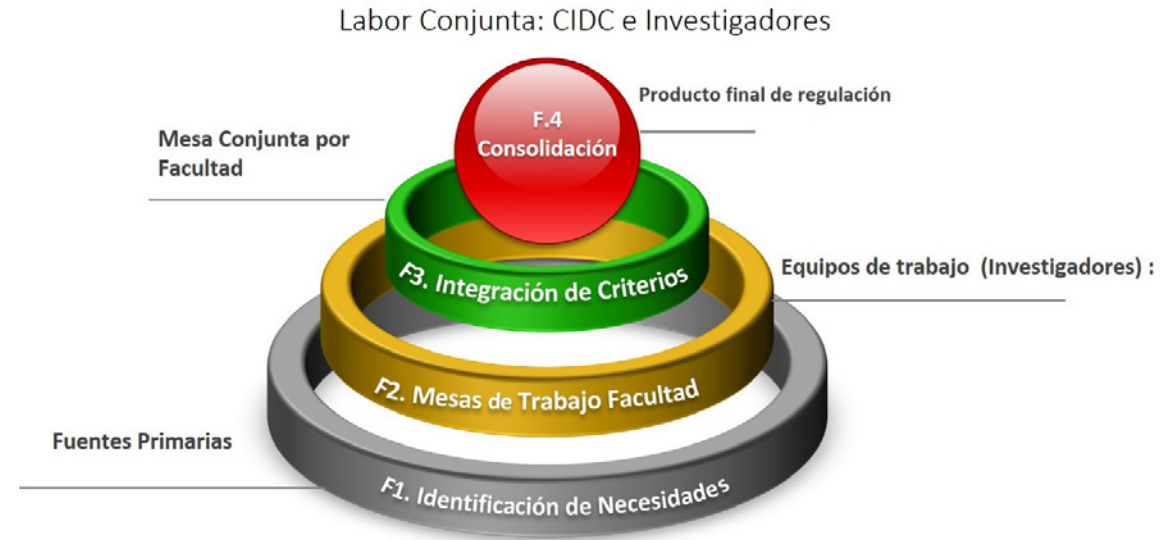 Labor Conjunta: CIDC e Investigadores
Producto final de regulación
F.4
Consolidación
Mesa Conjunta por
Facultad
Equipos de trabajo (Investigadores) :
F3. Integración de Criterios
F2. Mesas de Trabajo Facultad
Fuentes Primarias
F1. Identificación de Necesidades